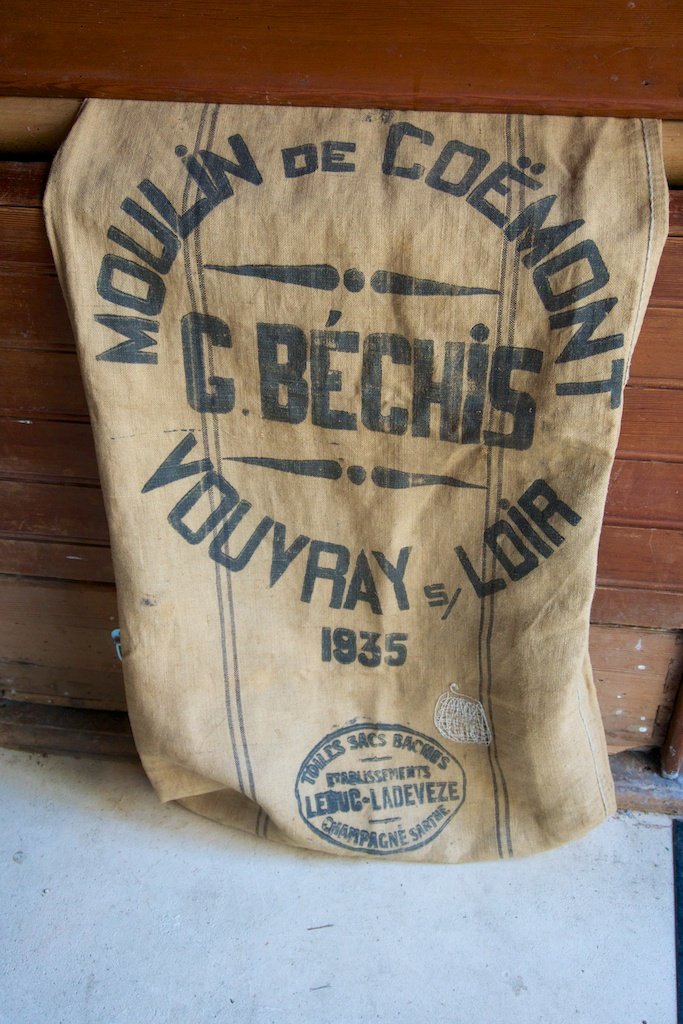 MOULIN DE COËMONT
G. BÉCHIS
VOUVRAY S/ LOIR
1935
TOILES SACS BACHES
ETABLISSEMENTS
LEDUC-LADEVEZE
CHAMPAGNÉ SARTHE